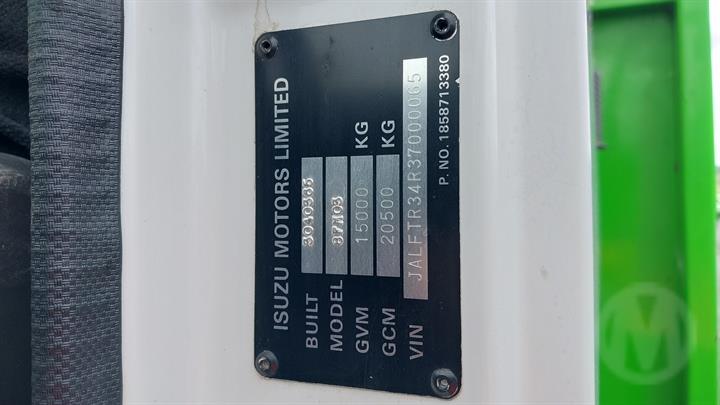 ISUZU MOTORS LIMITED
BUILT
MODEL
GVM 15000 KG
GCM 20500 KG
VIN JALFTR34R37000065
P. NO. 1858713380
M